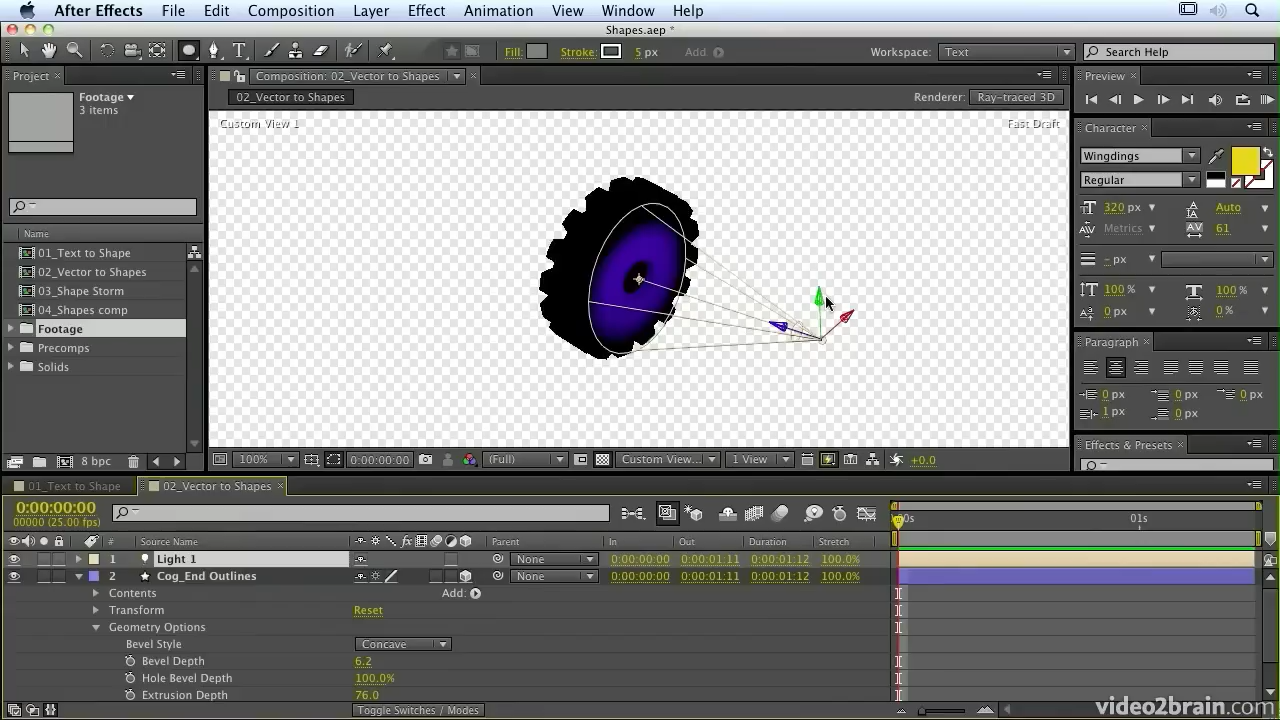 After Effects File Edit Composition Layer Effect Animation View Window Help
Shapes.aep *
Fill: Stroke: 5 px Add Workspace: Text Search Help
Project Composition: 02_Vector to Shapes Preview
Footage 02_Vector to Shapes Renderer: Ray-traced 3D
3 items
Custom View 1 Fast Draft
Character
Wingdings
Regular
320 px Auto
Metrics 61
- px
100 % 100 %
0 px 0 %
Name
01_Text to Shape
02_Vector to Shapes
03_Shape Storm
04_Shapes comp
Footage
Precomps
Solids
Paragraph
0 px 0 px 0 px
1 px 0 px
Effects & Presets
8 bpc 100% 0:00:00:00 (Full) Custom View... 1 View +0.0
01_Text to Shape 02_Vector to Shapes
0:00:00:00
00000 (25.00 fps)
:00s 01s
# Source Name Parent In Out Duration Stretch
1 Light 1 None 0:00:00:00 0:00:01:11 0:00:01:12 100.0%
2 Cog_End Outlines None 0:00:00:00 0:00:01:11 0:00:01:12 100.0%
Contents Add:
Transform Reset
Geometry Options
Bevel Style Concave
Bevel Depth 6.2
Hole Bevel Depth 100.0%
Extrusion Depth 76.0
Toggle Switches / Modes
video2brain.com